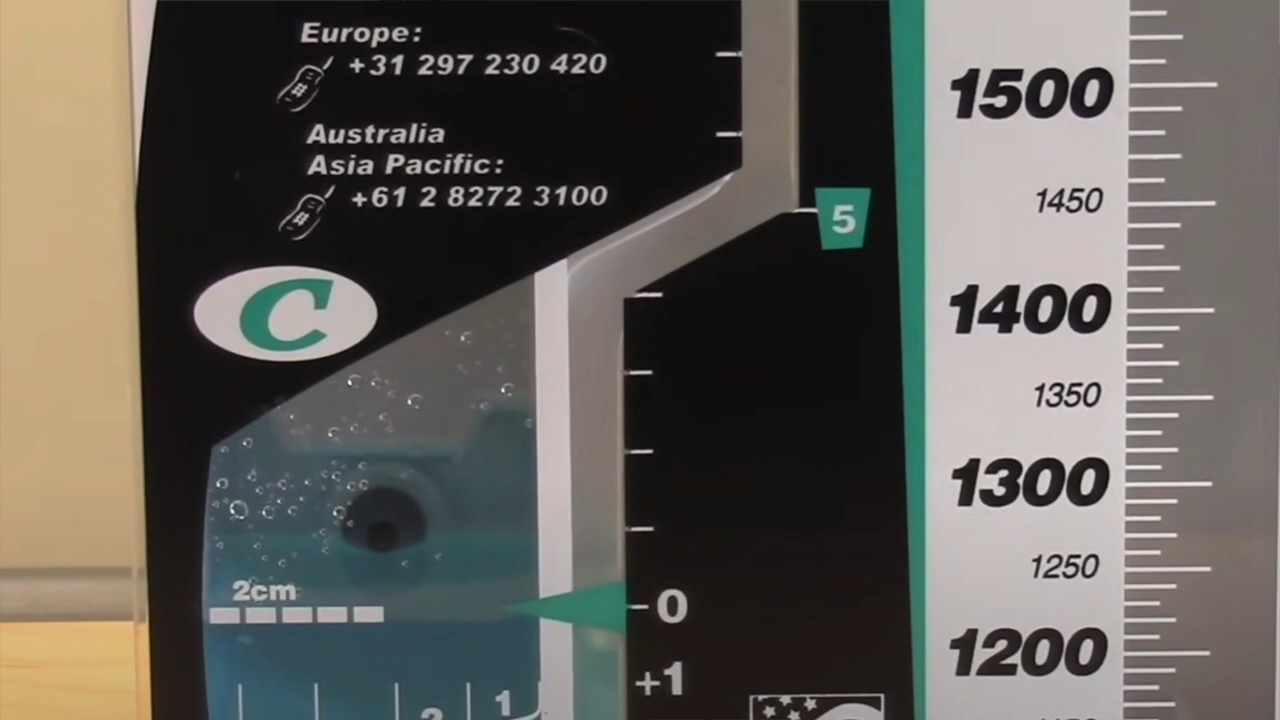 Europe:
+31 297 230 420
Australia
Asia Pacific:
+61 2 8272 3100
C
5
2cm
0
+1
1
2
1500
1450
1400
1350
1300
1250
1200